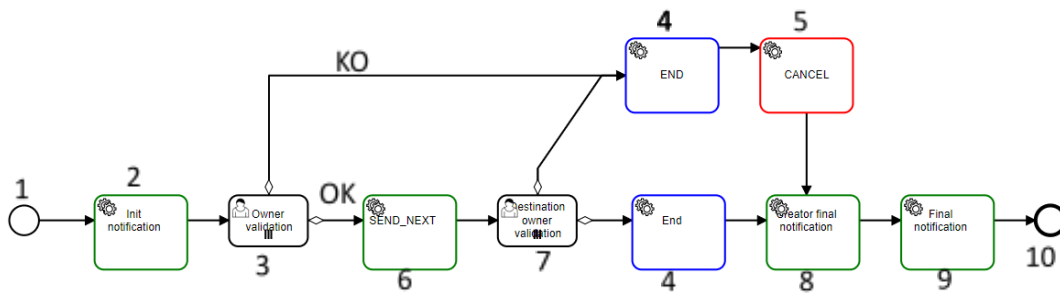 4
5
KO
END
CANCEL
1
2
OK
Init
notification
Owner
validation
SEND_NEXT
Destination
owner
validation
End
Creator final
notification
Final
notification
3
6
7
4
8
9
10